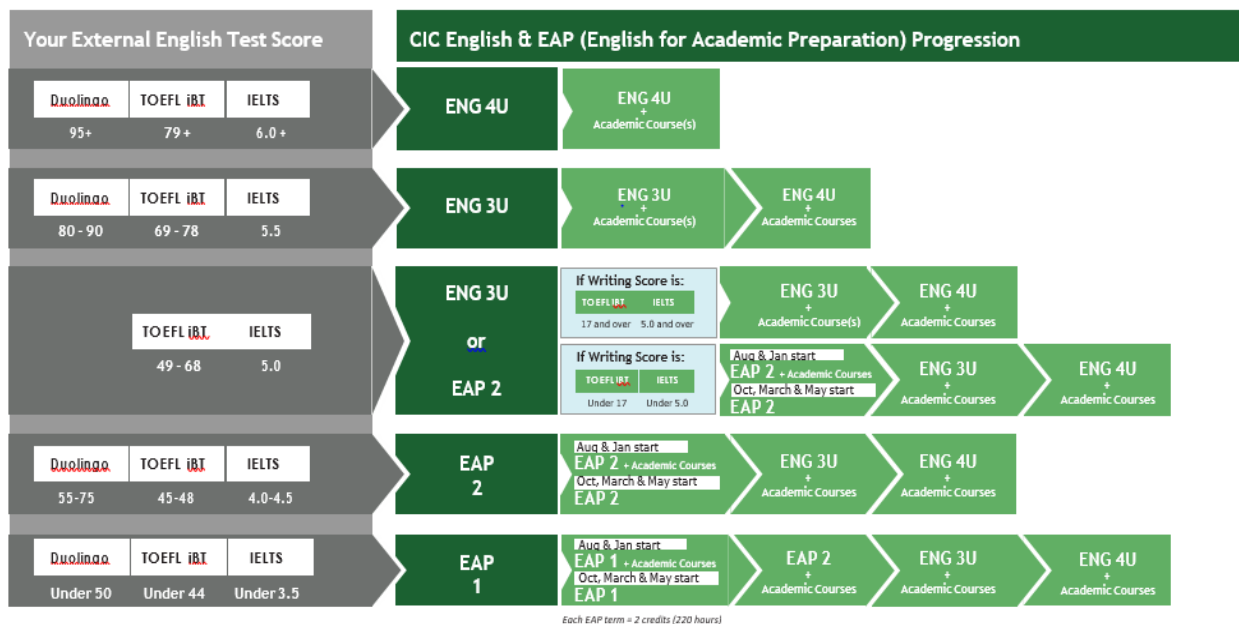 Your External English Test Score
CIC English & EAP (English for Academic Preparation) Progression
Duolingo TOEFL iBT IELTS
95+ 79 + 6.0 +
ENG 4U
ENG 4U
+
Academic Course(s)
Duolingo TOEFL iBT IELTS
80 - 90 69 - 78 5.5
ENG 3U
ENG 3U
+
Academic Course(s)
ENG 4U
+
Academic Courses
TOEFL iBT IELTS
49 - 68 5.0
ENG 3U
or
EAP 2
If Writing Score is:
TOEFL iBT IELTS
17 and over 5.0 and over
ENG 3U
+
Academic Course(s)
ENG 4U
+
Academic Courses
If Writing Score is:
TOEFL iBT IELTS
Under 17 Under 5.0
Aug & Jan start
EAP 2 + Academic Courses
Oct, March & May start
EAP 2
ENG 3U
+
Academic Courses
ENG 4U
+
Academic Courses
Duolingo TOEFL iBT IELTS
55-75 45-48 4.0-4.5
EAP
2
Aug & Jan start
EAP 2 + Academic Courses
Oct, March & May start
EAP 2
ENG 3U
+
Academic Courses
ENG 4U
+
Academic Courses
Duolingo TOEFL iBT IELTS
Under 50 Under 44 Under 3.5
EAP
1
Aug & Jan start
EAP 1 + Academic Courses
Oct, March & May start
EAP 1
EAP 2
+
Academic Courses
ENG 3U
+
Academic Courses
ENG 4U
+
Academic Courses
Each EAP term = 2 credits (220 hours)